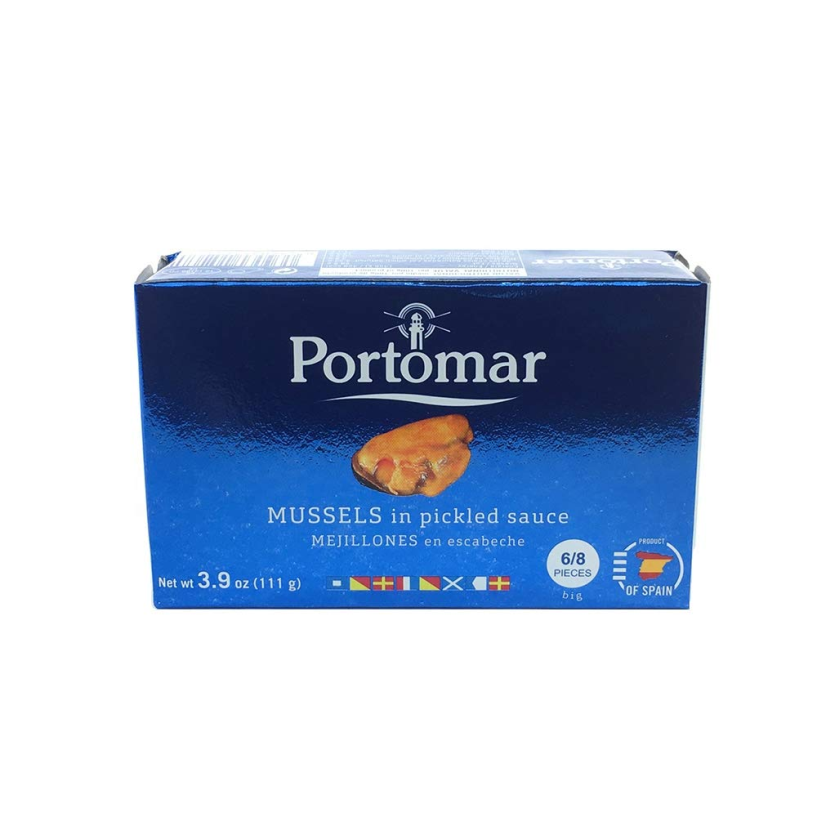 Portomar
Portomar
MUSSELS in pickled sauce
MEJILLONES en escabeche
Net wt 3.9 oz (111 g)
6/8
PIECES
big
PRODUCT
OF SPAIN